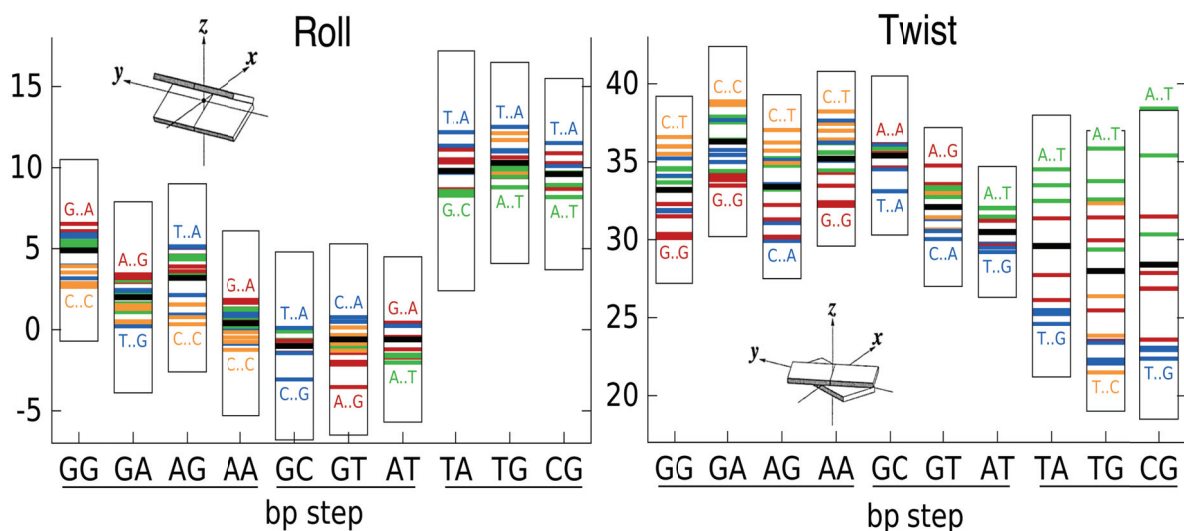 Roll
z
x
y
15
10
5
0
-5
G..A
C..C
A..G
T..G
T..A
C..C
G..A
C..C
T..A
C..G
C..A
A..G
G..A
A..T
T..A
G..C
T..A
A..T
T..A
A..T
GG GA AG AA GC GT AT TA TG CG
bp step
Twist
40
35
30
25
20
C..T
G..G
C..C
G..G
C..T
C..A
C..T
G..G
A..A
T..A
A..G
C..A
A..T
T..G
A..T
T..G
A..T
T..C
A..T
T..G
z
x
y
GG GA AG AA GC GT AT TA TG CG
bp step